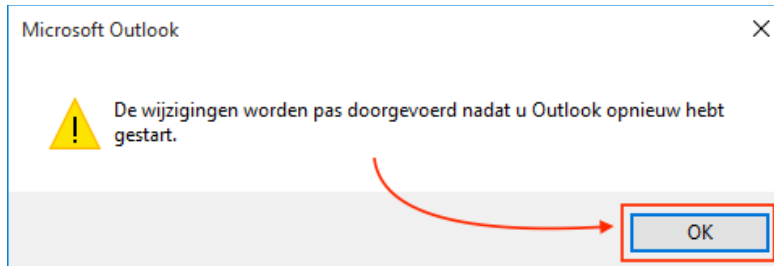 Microsoft Outlook
De wijzigingen worden pas doorgevoerd nadat u Outlook opnieuw hebt
gestart.
OK